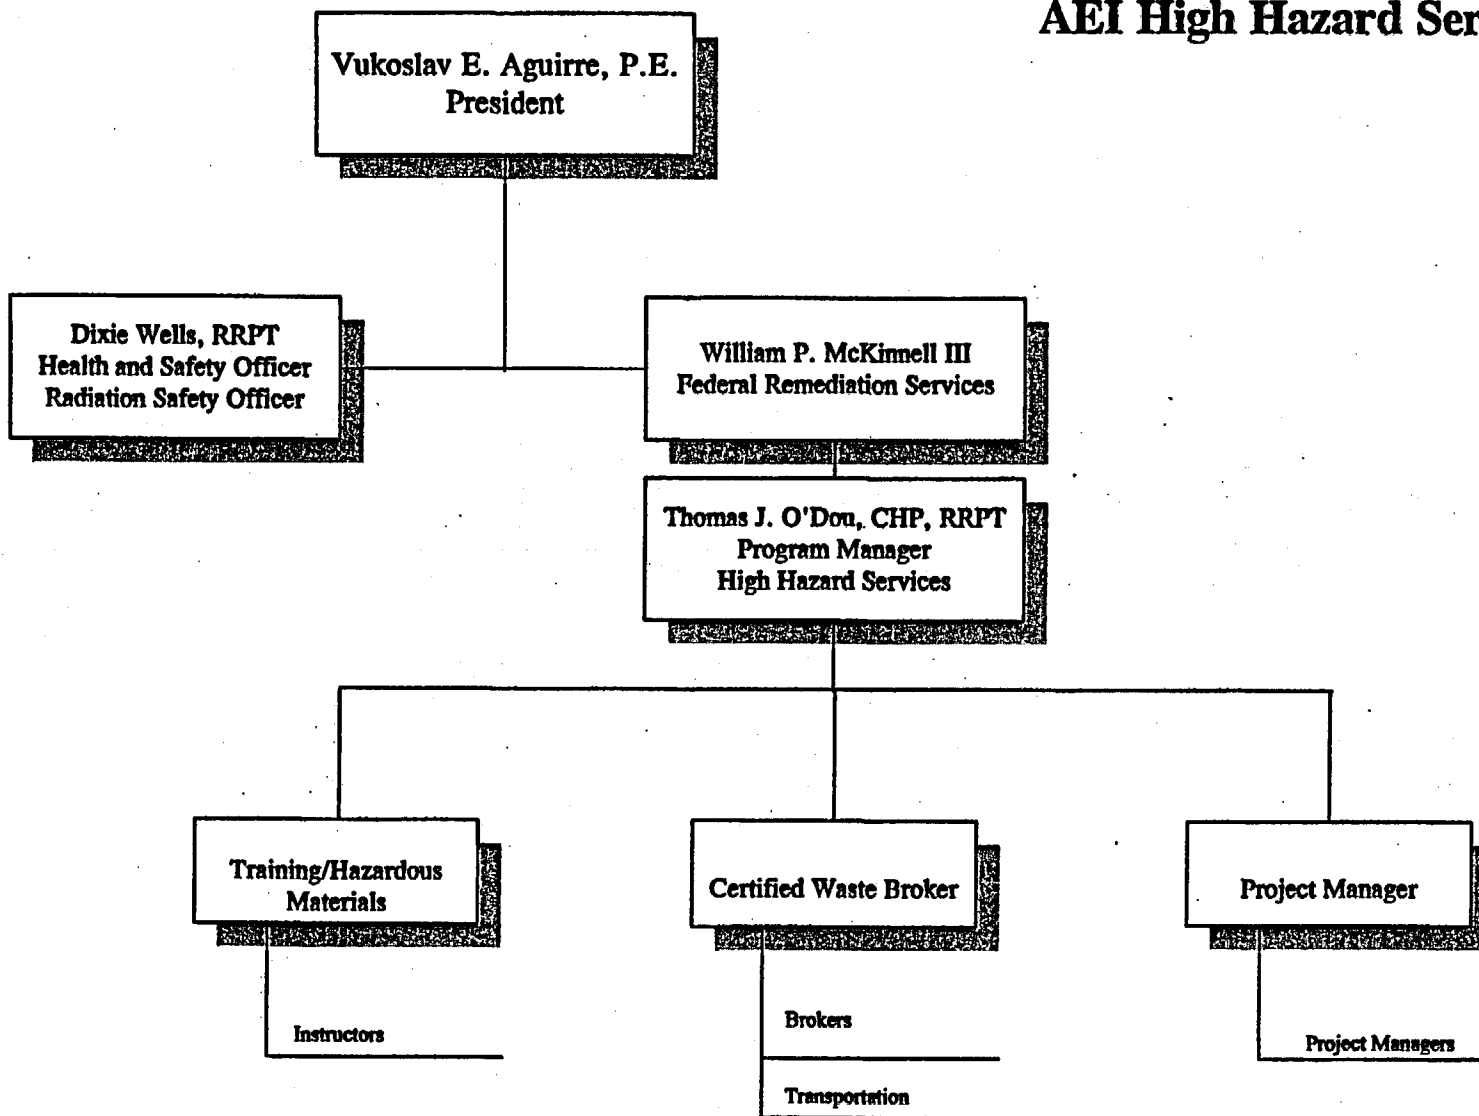 AEI High Hazard Ser
Vukoslav E. Aguirre, P.E.
President
Dixie Wells, RRPT
Health and Safety Officer
Radiation Safety Officer
William P. McKinnell III
Federal Remediation Services
Thomas J. O'Dou, CHP, RRPT
Program Manager
High Hazard Services
Training/Hazardous
Materials
Certified Waste Broker
Project Manager
Instructors
Brokers
Project Managers
Transportation